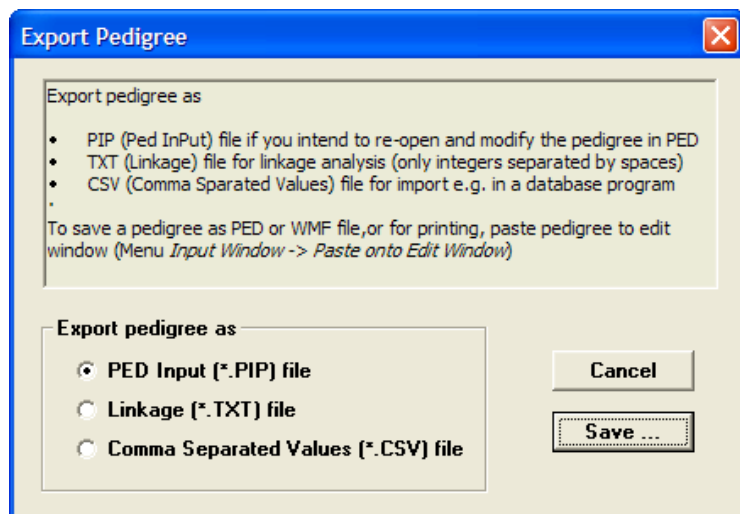 Export Pedigree
Export pedigree as
• PIP (Ped InPut) file if you intend to re-open and modify the pedigree in PED
• TXT (Linkage) file for linkage analysis (only integers separated by spaces)
• CSV (Comma Sparated Values) file for import e.g. in a database program
To save a pedigree as PED or WMF file,or for printing, paste pedigree to edit
window (Menu Input Window -> Paste onto Edit Window)
Export pedigree as
PED Input (*.PIP) file
Linkage (*.TXT) file
Comma Separated Values (*.CSV) file
Cancel
Save ...